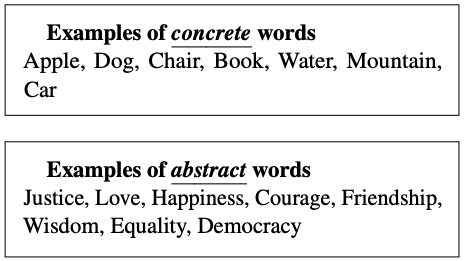 Examples of concrete words
Apple, Dog, Chair, Book, Water, Mountain,
Car
Examples of abstract words
Justice, Love, Happiness, Courage, Friendship,
Wisdom, Equality, Democracy